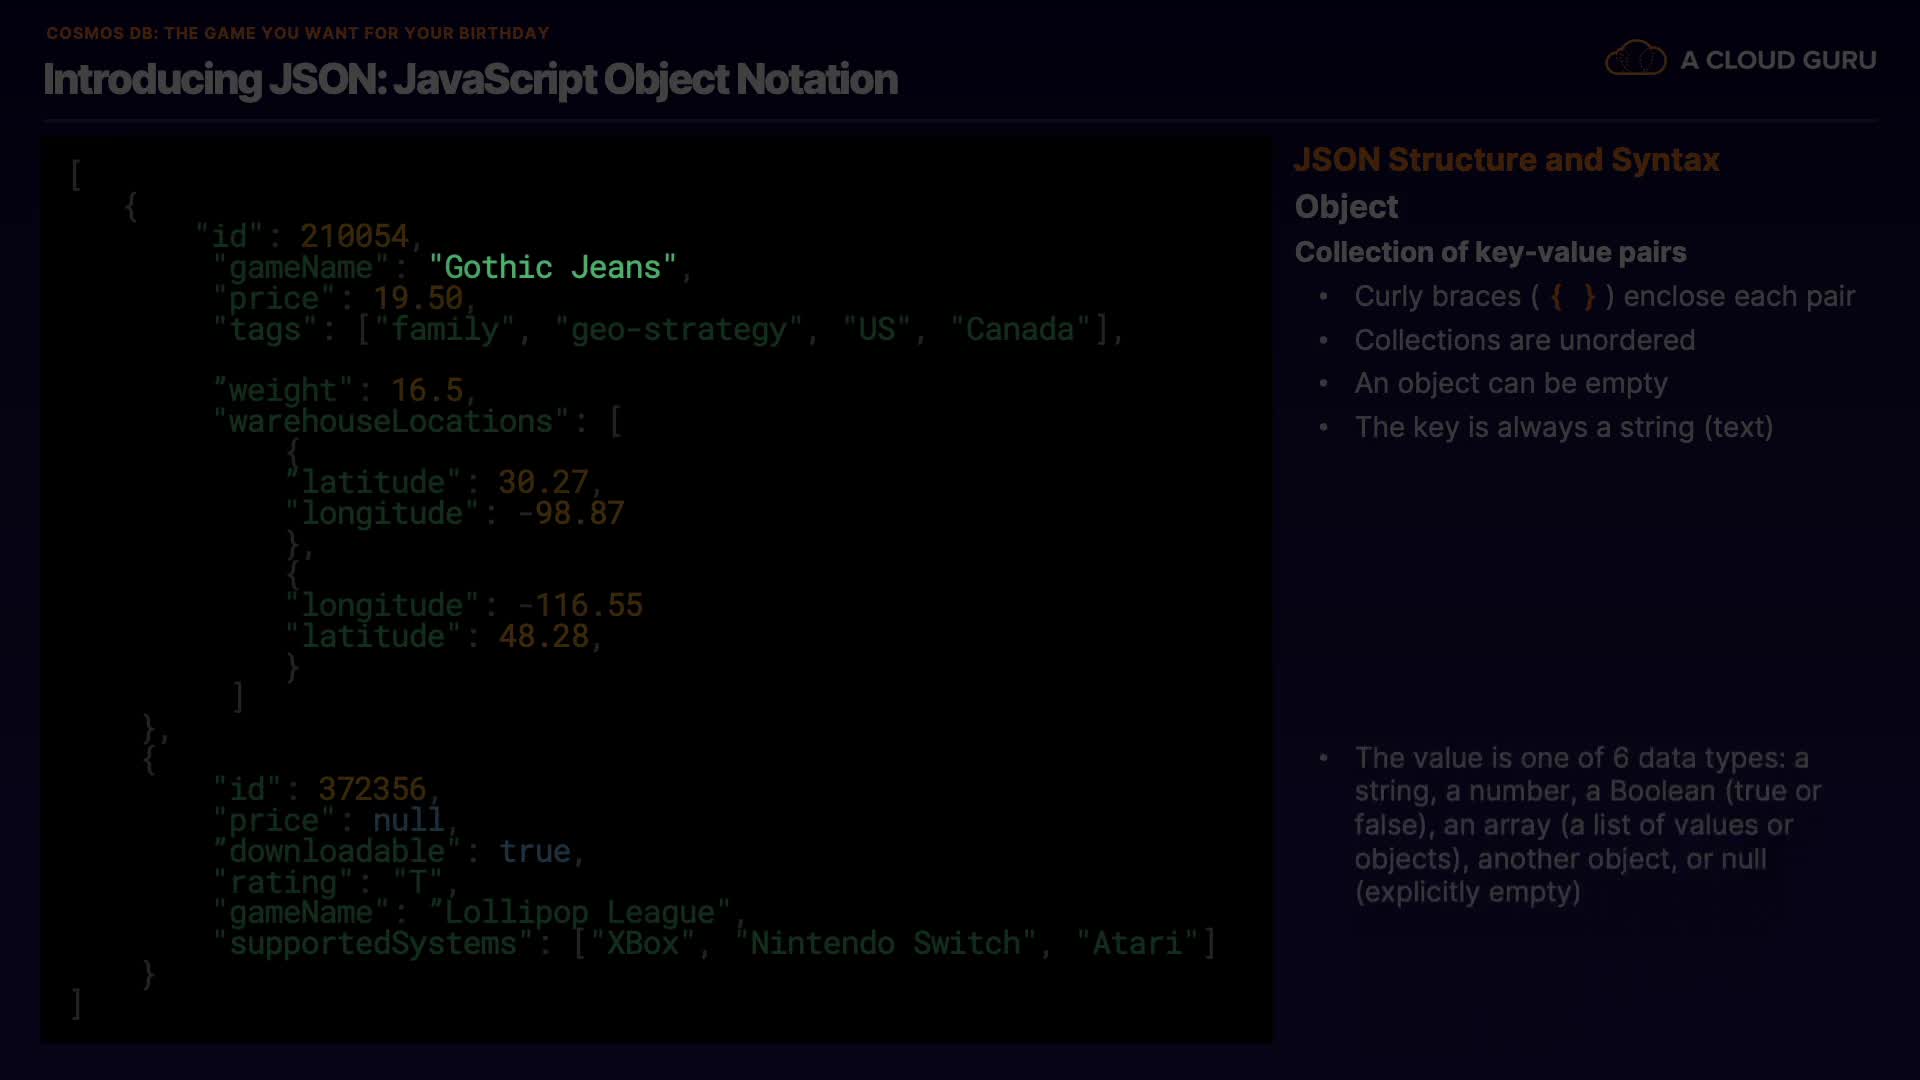 COSMOS DB: THE GAME YOU WANT FOR YOUR BIRTHDAY
Introducing JSON: JavaScript Object Notation
A CLOUD GURU
[
{
"id": 210054,
"gameName": "Gothic Jeans",
"price": 19.50,
"tags": ["family", "geo-strategy", "US", "Canada"],
”weight": 16.5,
"warehouseLocations": [
{
”latitude": 30.27,
"longitude": -98.87
},
{
"longitude": -116.55
"latitude": 48.28,
}
]
},
{
"id": 372356,
"price": null,
”downloadable": true,
"rating": "T",
"gameName": ”Lollipop League",
"supportedSystems": ["XBox", "Nintendo Switch", "Atari"]
}
]
JSON Structure and Syntax
Object
Collection of key-value pairs
• Curly braces ( { } ) enclose each pair
• Collections are unordered
• An object can be empty
• The key is always a string (text)
• The value is one of 6 data types: a
string, a number, a Boolean (true or
false), an array (a list of values or
objects), another object, or null
(explicitly empty)